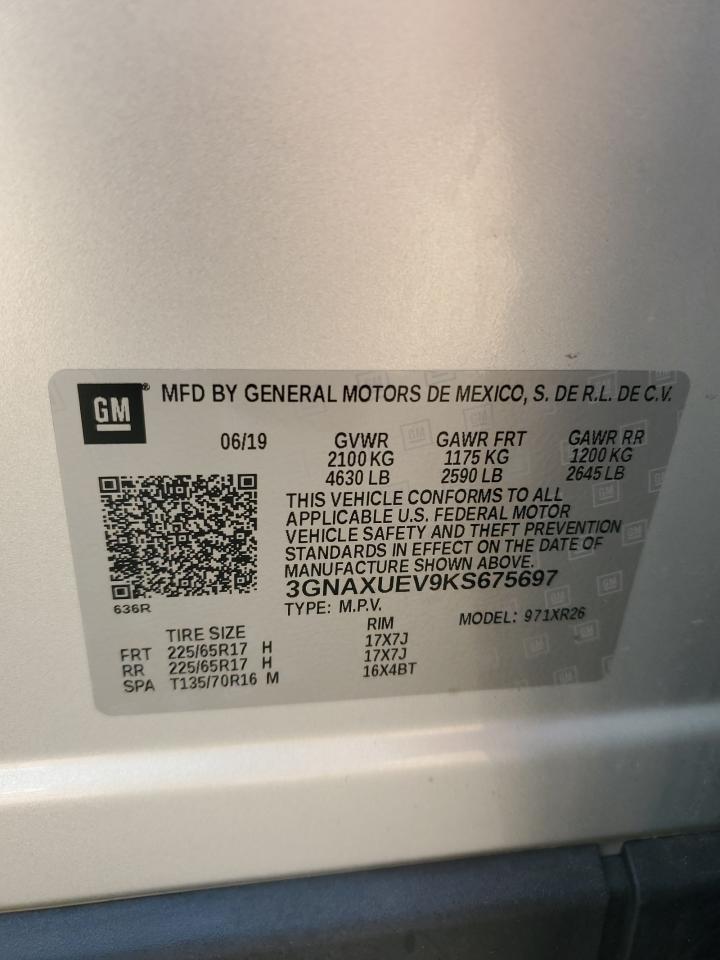 GM® MFD BY GENERAL MOTORS DE MEXICO, S. DE R.L. DE C.V.
06/19 GVWR GAWR FRT GAWR RR
2100 KG 1175 KG 1200 KG
4630 LB 2590 LB 2645 LB
THIS VEHICLE CONFORMS TO ALL
APPLICABLE U.S. FEDERAL MOTOR
VEHICLE SAFETY AND THEFT PREVENTION
STANDARDS IN EFFECT ON THE DATE OF
MANUFACTURE SHOWN ABOVE.
3GNAXUEV9KS675697
636R
TYPE: M.P.V. MODEL: 971XR26
TIRE SIZE RIM
FRT 225/65R17 H 17X7J
RR 225/65R17 H 17X7J
SPA T135/70R16 M 16X4BT